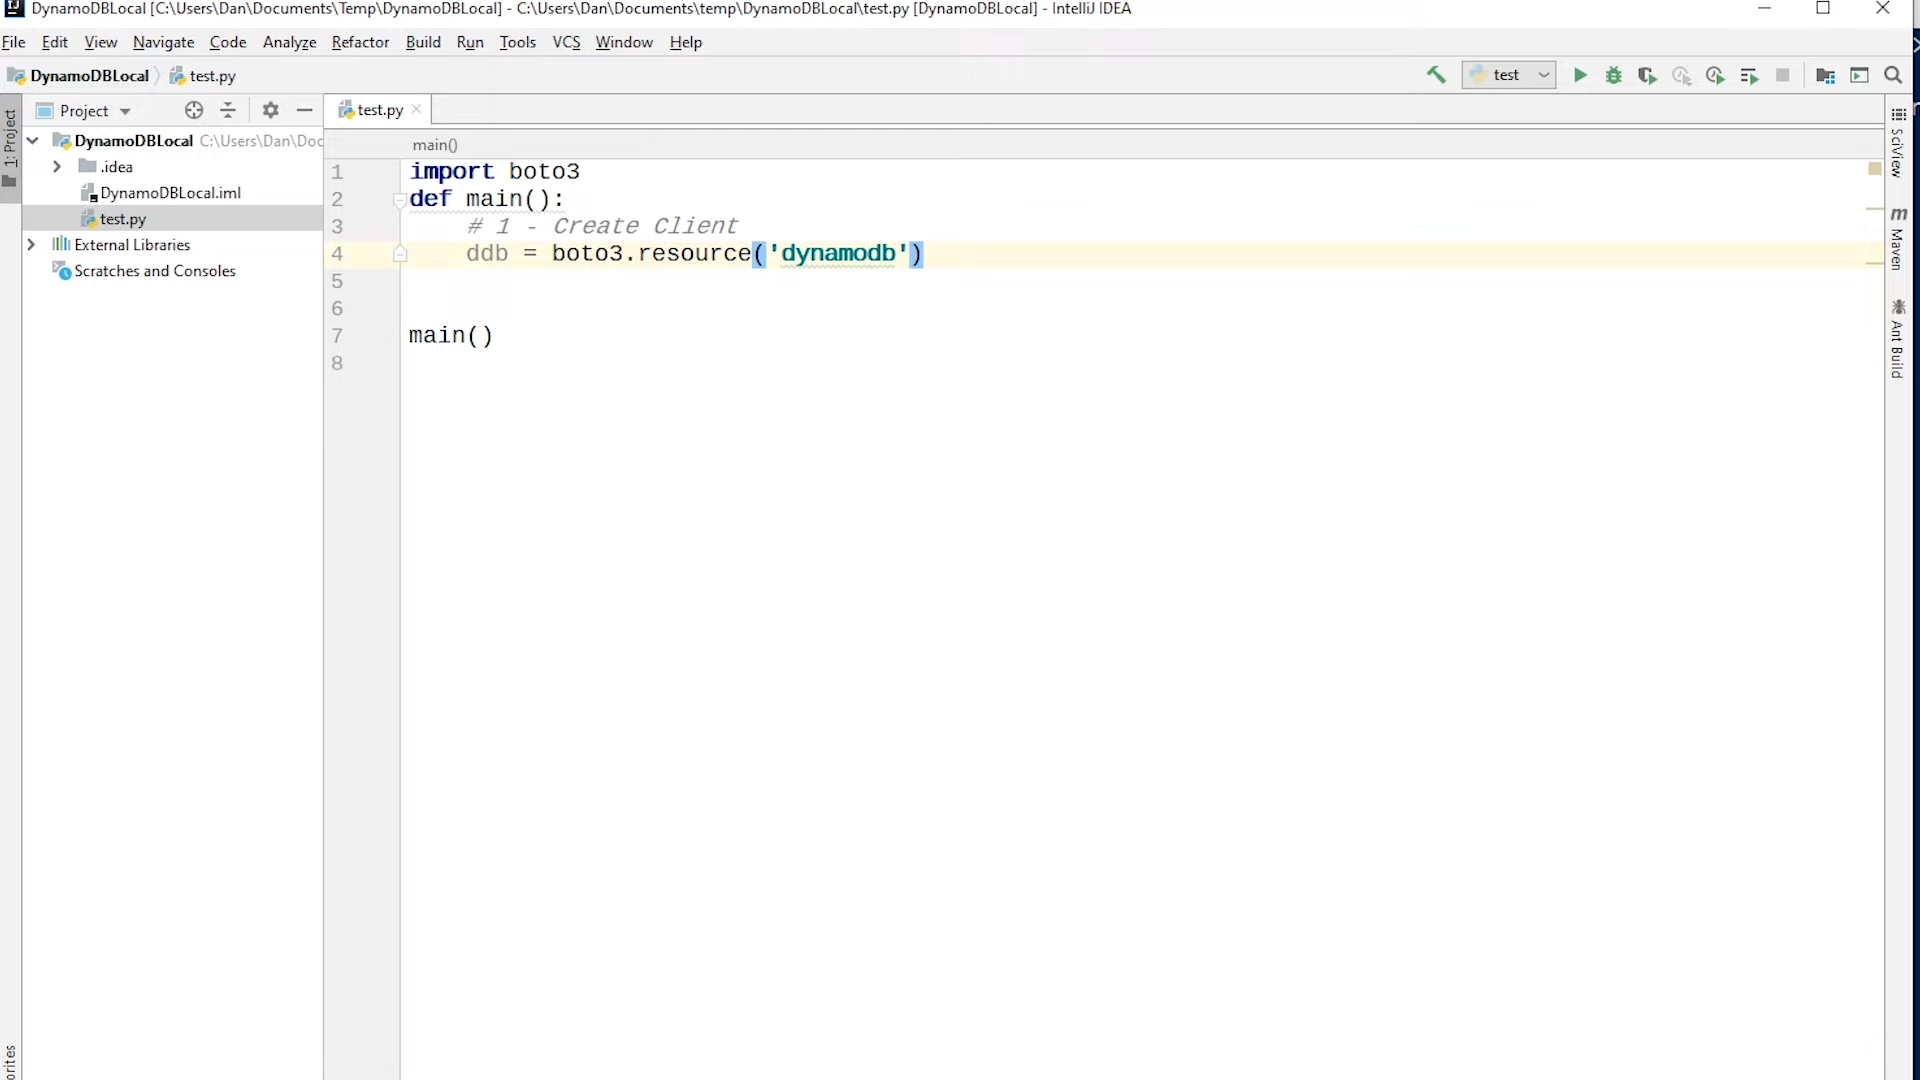 DynamoDBLocal [C:\Users\Dan\Documents\Temp\DynamoDBLocal] - C:\Users\Dan\Documents\temp\DynamoDBLocal\test.py [DynamoDBLocal] - IntelliJ IDEA
File Edit View Navigate Code Analyze Refactor Build Run Tools VCS Window Help
DynamoDBLocal test.py test
1: Project
Project
test.py
DynamoDBLocal C:\Users\Dan\Doc
.idea
DynamoDBLocal.iml
test.py
External Libraries
Scratches and Consoles
main()
1 import boto3
2 def main():
3 # 1 - Create Client
4 ddb = boto3.resource('dynamodb')
5
6
7 main()
8
SciView
m Maven
Ant Build
orites